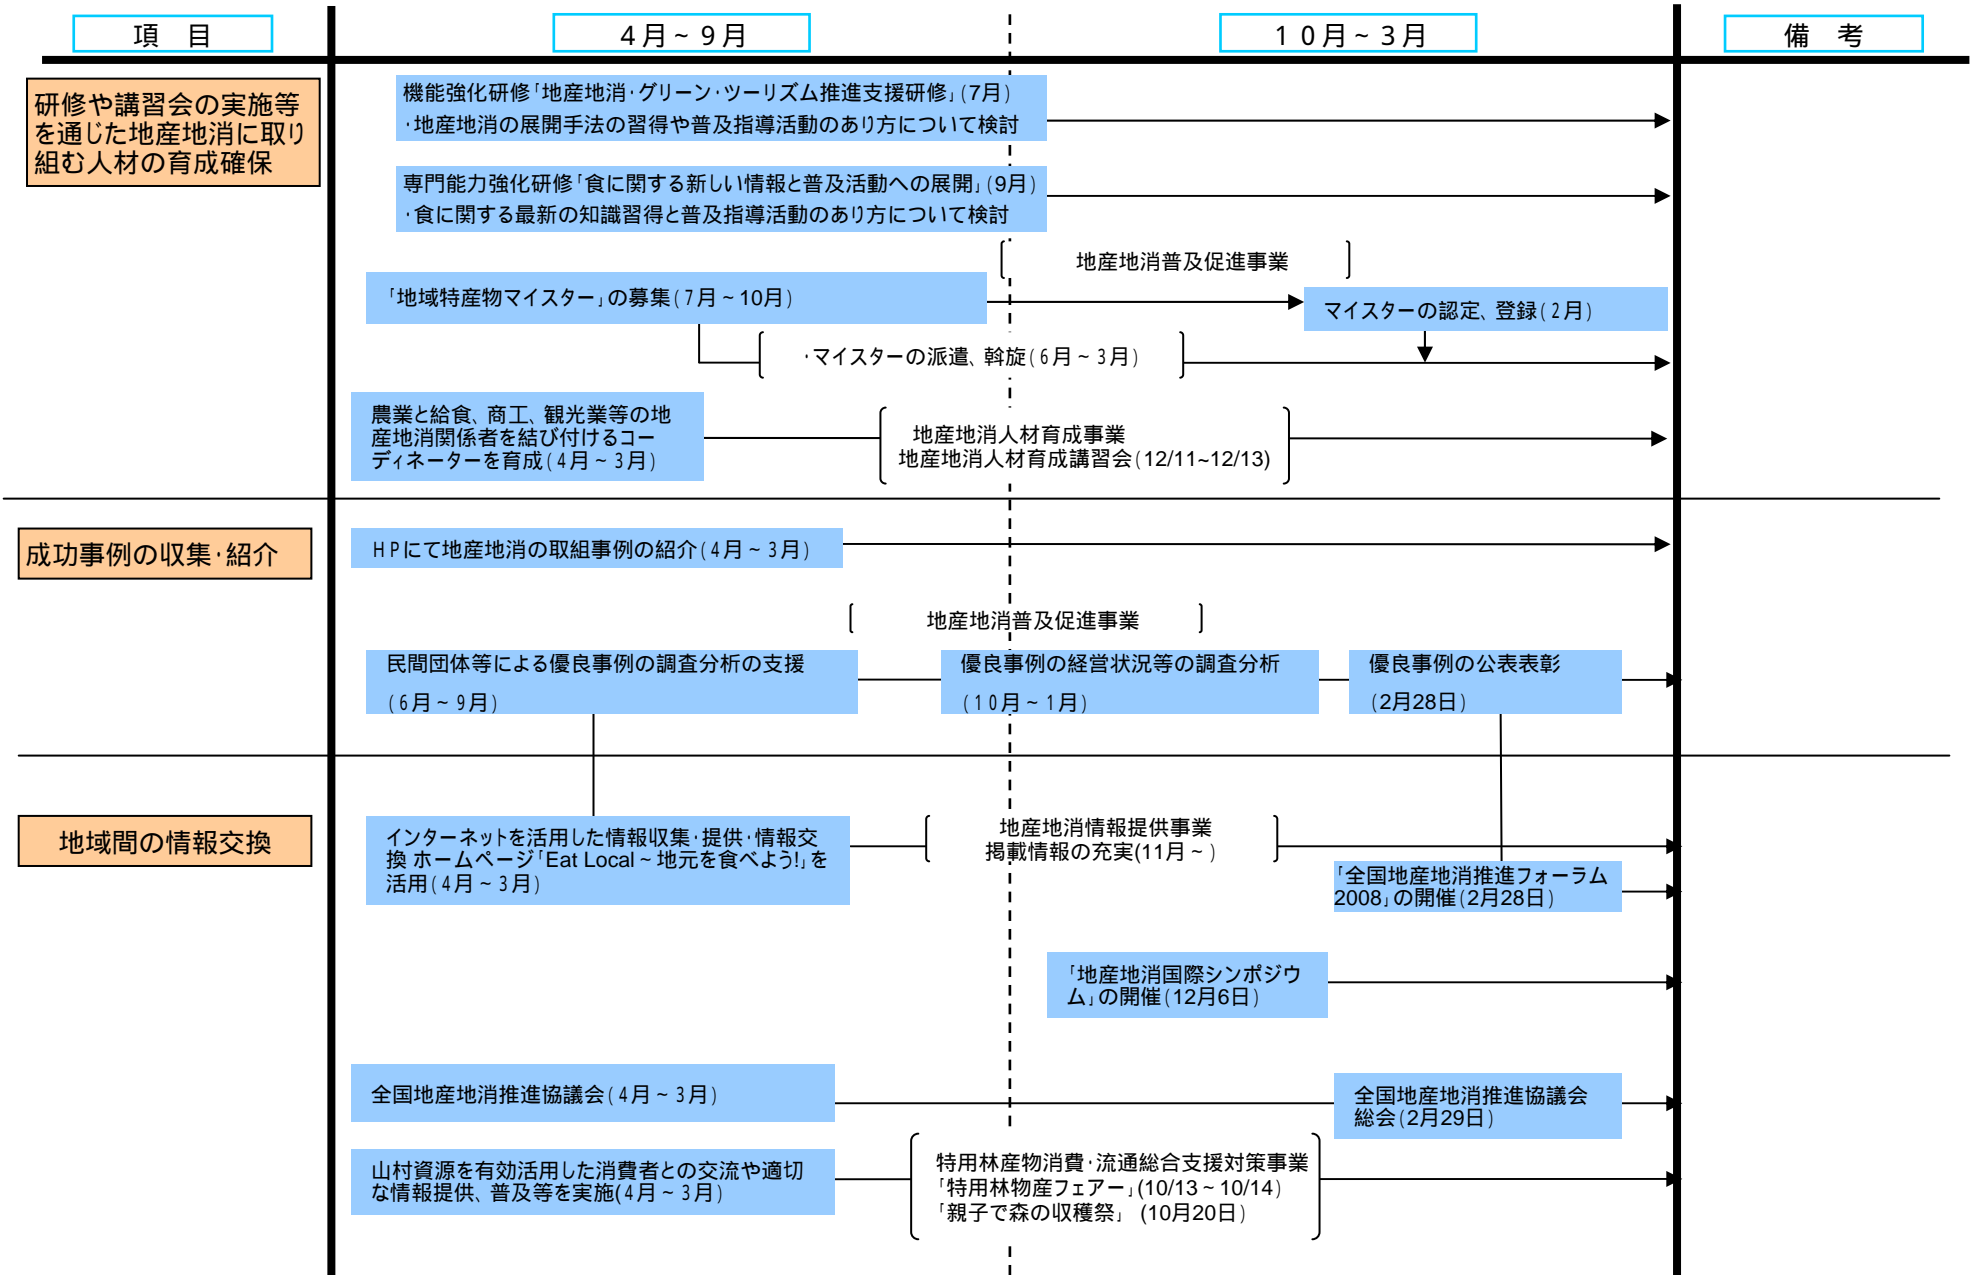 項　目
4月~9月
10月~3月
備　考
研修や講習会の実施等
を通じた地産地消に取り
組む人材の育成確保
機能強化研修「地産地消・グリーン・ツーリズム推進支援研修」(7月)
・地産地消の展開手法の習得や普及指導活動のあり方について検討
専門能力強化研修「食に関する新しい情報と普及活動への展開」(9月)
・食に関する最新の知識習得と普及指導活動のあり方について検討
地産地消普及促進事業
「地域特産物マイスター」の募集(7月~10月)
マイスターの認定、登録(2月)
・マイスターの派遣、斡旋(6月~3月)
農業と給食、商工、観光業等の地
産地消関係者を結び付けるコー
ディネーターを育成(4月~3月)
地産地消人材育成事業
地産地消人材育成講習会(12/11~12/13)
成功事例の収集・紹介
HPにて地産地消の取組事例の紹介(4月~3月)
地産地消普及促進事業
民間団体等による優良事例の調査分析の支援
(6月~9月)
優良事例の経営状況等の調査分析
(10月~1月)
優良事例の公表表彰
(2月28日)
地域間の情報交換
インターネットを活用した情報収集・提供・情報交
換 ホームページ「Eat Local~地元を食べよう!」を
活用(4月~3月)
地産地消情報提供事業
掲載情報の充実(11月~)
「全国地産地消推進フォーラム
2008」の開催(2月28日)
「地産地消国際シンポジウ
ム」の開催(12月6日)
全国地産地消推進協議会(4月~3月)
全国地産地消推進協議会
総会(2月29日)
山村資源を有効活用した消費者との交流や適切
な情報提供、普及等を実施(4月~3月)
特用林産物消費・流通総合支援対策事業
「特用林物産フェアー」(10/13~10/14)
「親子で森の収穫祭」 (10月20日)